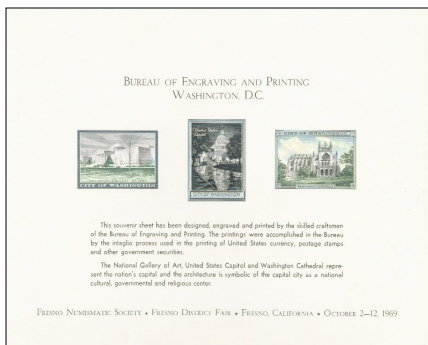 BUREAU OF ENGRAVING AND PRINTING
WASHINGTON, D.C.
CITY OF WASHINGTON
United States
Capitol
CITY OF WASHINGTON
CITY OF WASHINGTON
This souvenir sheet has been designed, engraved and printed by the skilled craftsmen
of the Bureau of Engraving and Printing. The printings were accomplished in the Bureau
by the intaglio process used in the printing of United States currency, postage stamps
and other government securities.
The National Gallery of Art, United States Capitol and Washington Cathedral repre-
sent the nation's capital and the architecture is symbolic of the capital city as a national
cultural, governmental and religious center.
FRESNO NUMISMATIC SOCIETY • FRESNO DISTRICT FAIR • FRESNO, CALIFORNIA • OCTOBER 2–12, 1969